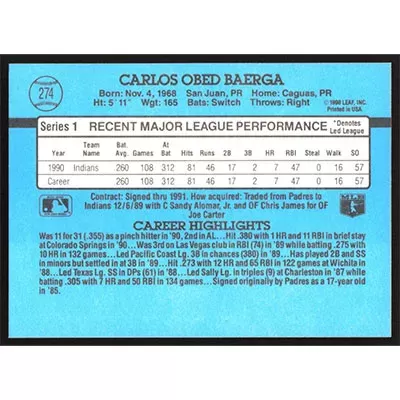 274
CARLOS OBED BAERGA
Born: Nov. 4, 1968 San Juan, PR Home: Caguas, PR
Ht: 5'11" Wgt: 165 Bats: Switch Throws: Right
© 1990 LEAF, INC.
PRINTED IN USA
Series 1 RECENT MAJOR LEAGUE PERFORMANCE *Denotes Led League
Year Team Name Bat. Avg. Games At Bat Hits Runs 2B 3B HR RBI Steal Walk SO
1990 Indians .260 108 312 81 46 17 2 7 47 0 16 57
Career .260 108 312 81 46 17 2 7 47 0 16 57
Contract: Signed thru 1991. How acquired: Traded from Padres to
Indians 12/6/89 with C Sandy Alomar, Jr. and OF Chris James for OF
Joe Carter
CAREER HIGHLIGHTS
Was 11 for 31 (.355) as a pinch hitter in '90, 2nd in AL...Hit .380 with 1 HR and 11 RBI in brief stay
at Colorado Springs in '90...Was 3rd on Las Vegas club in RBI (74) in '89 while batting .275 with
10 HR in 132 games...Led Pacific Coast Lg. 3B in chances (380) in '89...Has played 2B and SS
in minors but settled in at 3B in '89...Hit .273 with 12 HR and 65 RBI in 122 games at Wichita in
'88...Led Texas Lg. SS in DPs (61) in '88...Led Sally Lg. in triples (9) at Charleston in '87 while
batting .305 with 7 HR and 50 RBI in 134 games...Signed originally by Padres as a 17-year old
in '85.